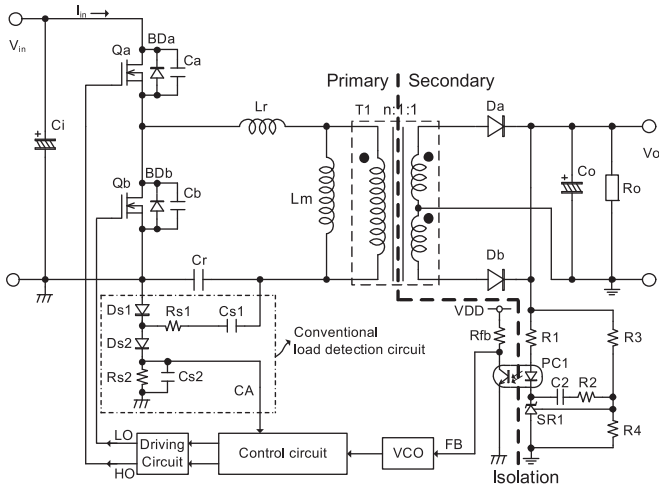 I_in
V_in
Qa
BDa
Ca
Primary
Secondary
T1
n:1:1
Da
Lr
Ci
Vo
Co
Ro
Qb
BDb
Cb
Lm
Cr
Db
Ds1
Rs1
Cs1
Conventional
load detection circuit
Ds2
Rs2
Cs2
CA
VDD
Rfb
R1
R3
PC1
C2
R2
SR1
R4
LO
HO
Driving
Circuit
Control circuit
VCO
FB
Isolation